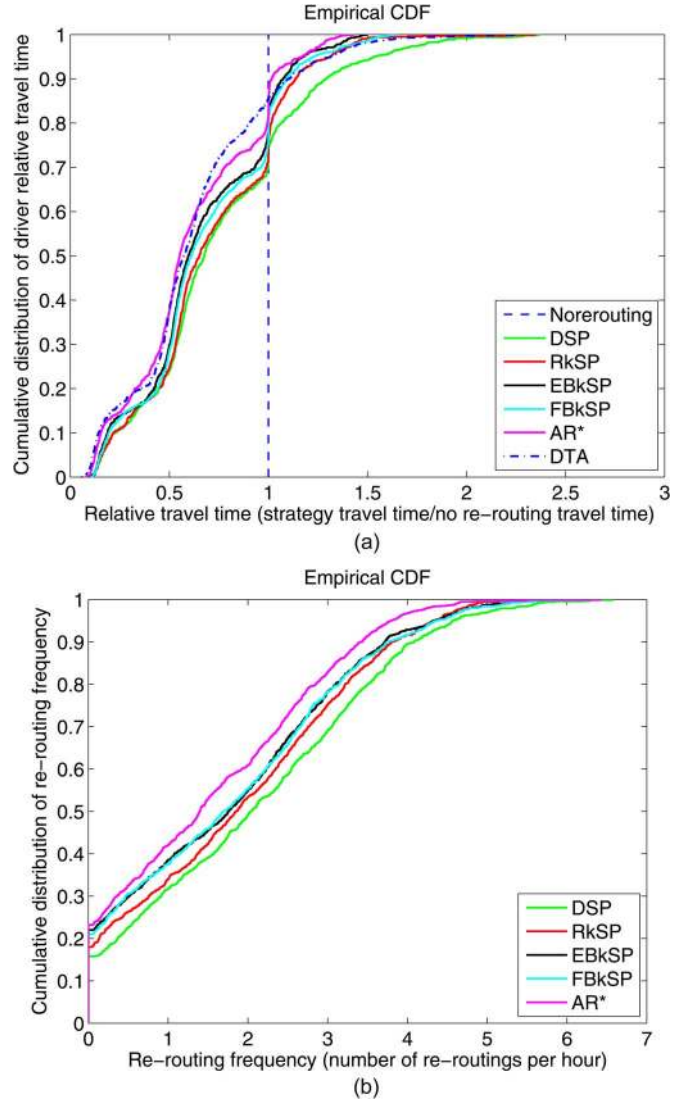 Empirical CDF
Cumulative distribution of driver relative travel time
1
0.9
0.8
0.7
0.6
0.5
0.4
0.3
0.2
0.1
0
Norerouting
DSP
RkSP
EBkSP
FBkSP
AR*
DTA
0 0.5 1 1.5 2 2.5 3
Relative travel time (strategy travel time/no re-routing travel time)
(a)
Empirical CDF
Cumulative distribution of re-routing frequency
1
0.9
0.8
0.7
0.6
0.5
0.4
0.3
0.2
0.1
0
DSP
RkSP
EBkSP
FBkSP
AR*
0 1 2 3 4 5 6 7
Re-routing frequency (number of re-routings per hour)
(b)